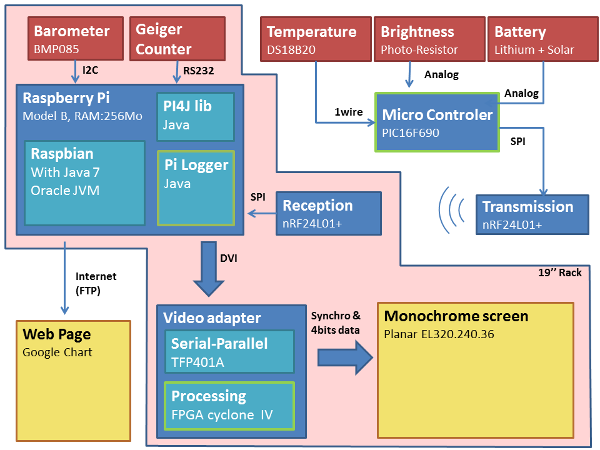 Barometer
BMP085
Geiger
Counter
Temperature
DS18B20
Brightness
Photo-Resistor
Battery
Lithium + Solar
I2C
RS232
Analog
Analog
Raspberry Pi
Model B, RAM:256Mo
PI4J lib
Java
1wire
Micro Controler
PIC16F690
Raspbian
With Java 7
Oracle JVM
Pi Logger
Java
SPI
SPI
Reception
nRF24L01+
Transmission
nRF24L01+
DVI
Internet
(FTP)
19’’ Rack
Web Page
Google Chart
Video adapter
Serial-Parallel
TFP401A
Processing
FPGA cyclone IV
Synchro &
4bits data
Monochrome screen
Planar EL320.240.36